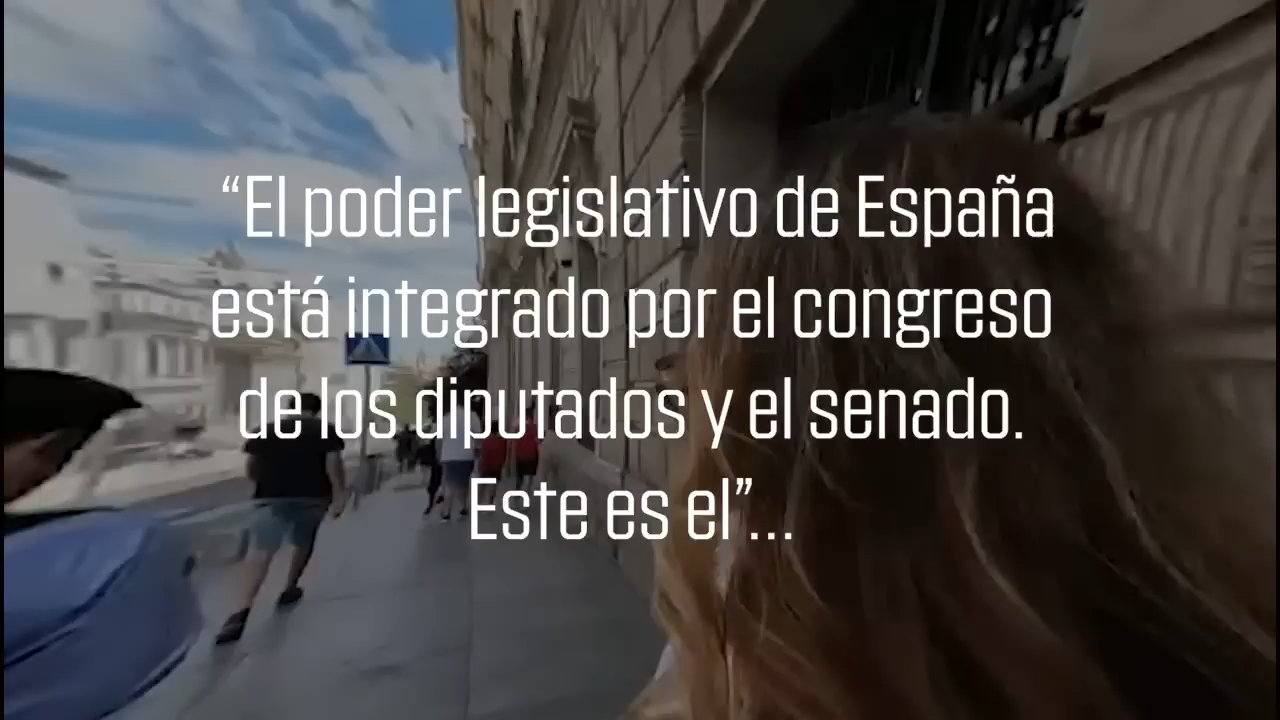 “El poder legislativo de España
está integrado por el congreso
de los diputados y el senado.
Este es el”...